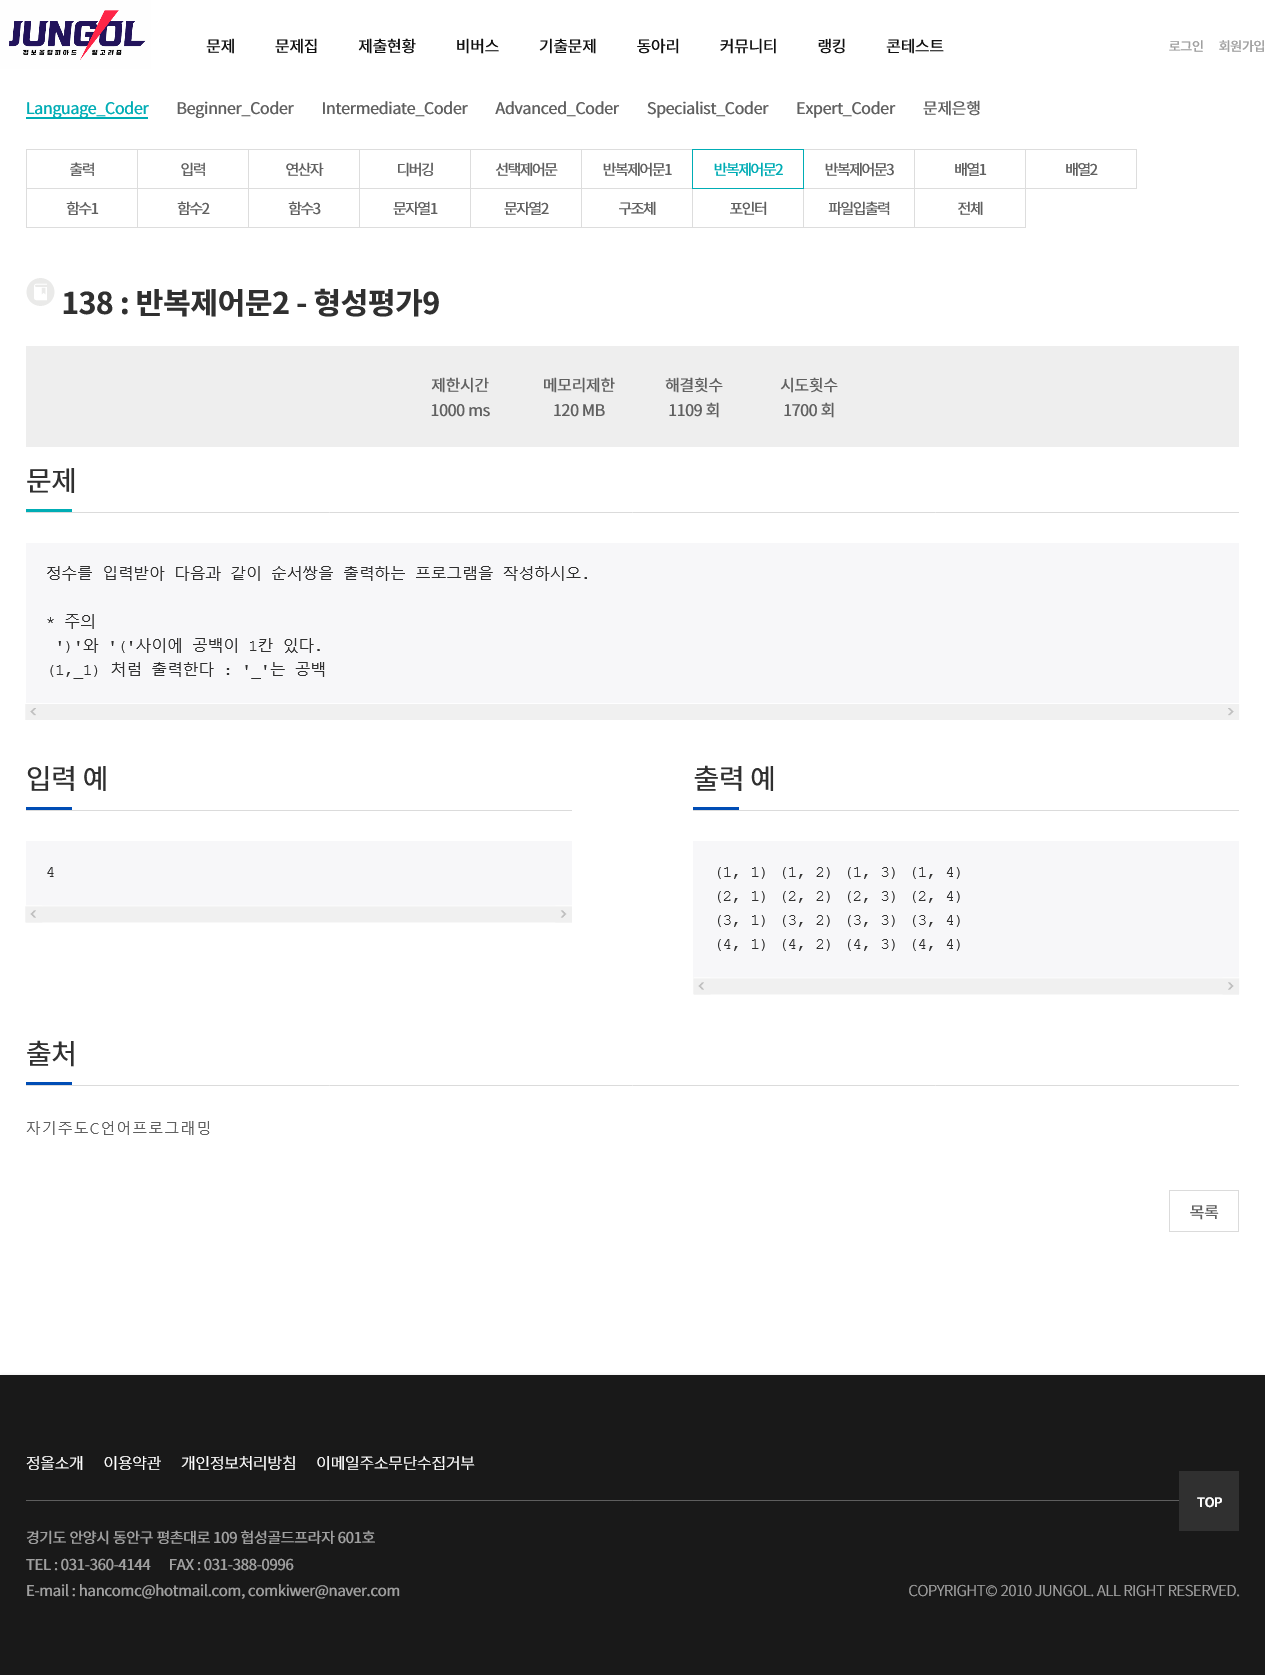 JUNGOL
정보올림피아드 알고리즘
문제 문제집 제출현황 비버스 기출문제 동아리 커뮤니티 랭킹 콘테스트 로그인 회원가입
Language_Coder Beginner_Coder Intermediate_Coder Advanced_Coder Specialist_Coder Expert_Coder 문제은행
출력 입력 연산자 디버깅 선택제어문 반복제어문1 반복제어문2 반복제어문3 배열1 배열2
함수1 함수2 함수3 문자열1 문자열2 구조체 포인터 파일입출력 전체
138 : 반복제어문2 - 형성평가9
제한시간 메모리제한 해결횟수 시도횟수
1000 ms 120 MB 1109 회 1700 회
문제
정수를 입력받아 다음과 같이 순서쌍을 출력하는 프로그램을 작성하시오.
* 주의
')'와 '('사이에 공백이 1칸 있다.
(1,_1) 처럼 출력한다 : '_'는 공백
입력 예
4
출력 예
(1, 1) (1, 2) (1, 3) (1, 4)
(2, 1) (2, 2) (2, 3) (2, 4)
(3, 1) (3, 2) (3, 3) (3, 4)
(4, 1) (4, 2) (4, 3) (4, 4)
출처
자기주도C언어프로그래밍
목록
정올소개 이용약관 개인정보처리방침 이메일주소무단수집거부
TOP
경기도 안양시 동안구 평촌대로 109 협성골드프라자 601호
TEL : 031-360-4144 FAX : 031-388-0996
E-mail : hancomc@hotmail.com, comkiwer@naver.com COPYRIGHT© 2010 JUNGOL. ALL RIGHT RESERVED.